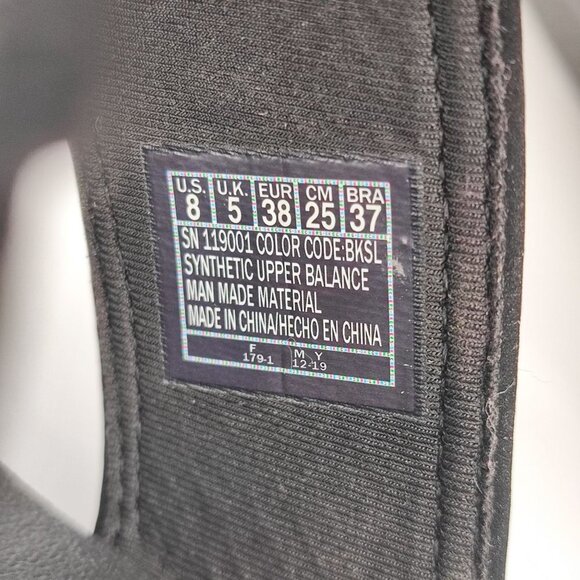 U.S. U.K. EUR CM BRA
8 5 38 25 37
SN 119001 COLOR CODE:BKSL
SYNTHETIC UPPER BALANCE
MAN MADE MATERIAL
MADE IN CHINA/HECHO EN CHINA
F M Y
179-1 12-19